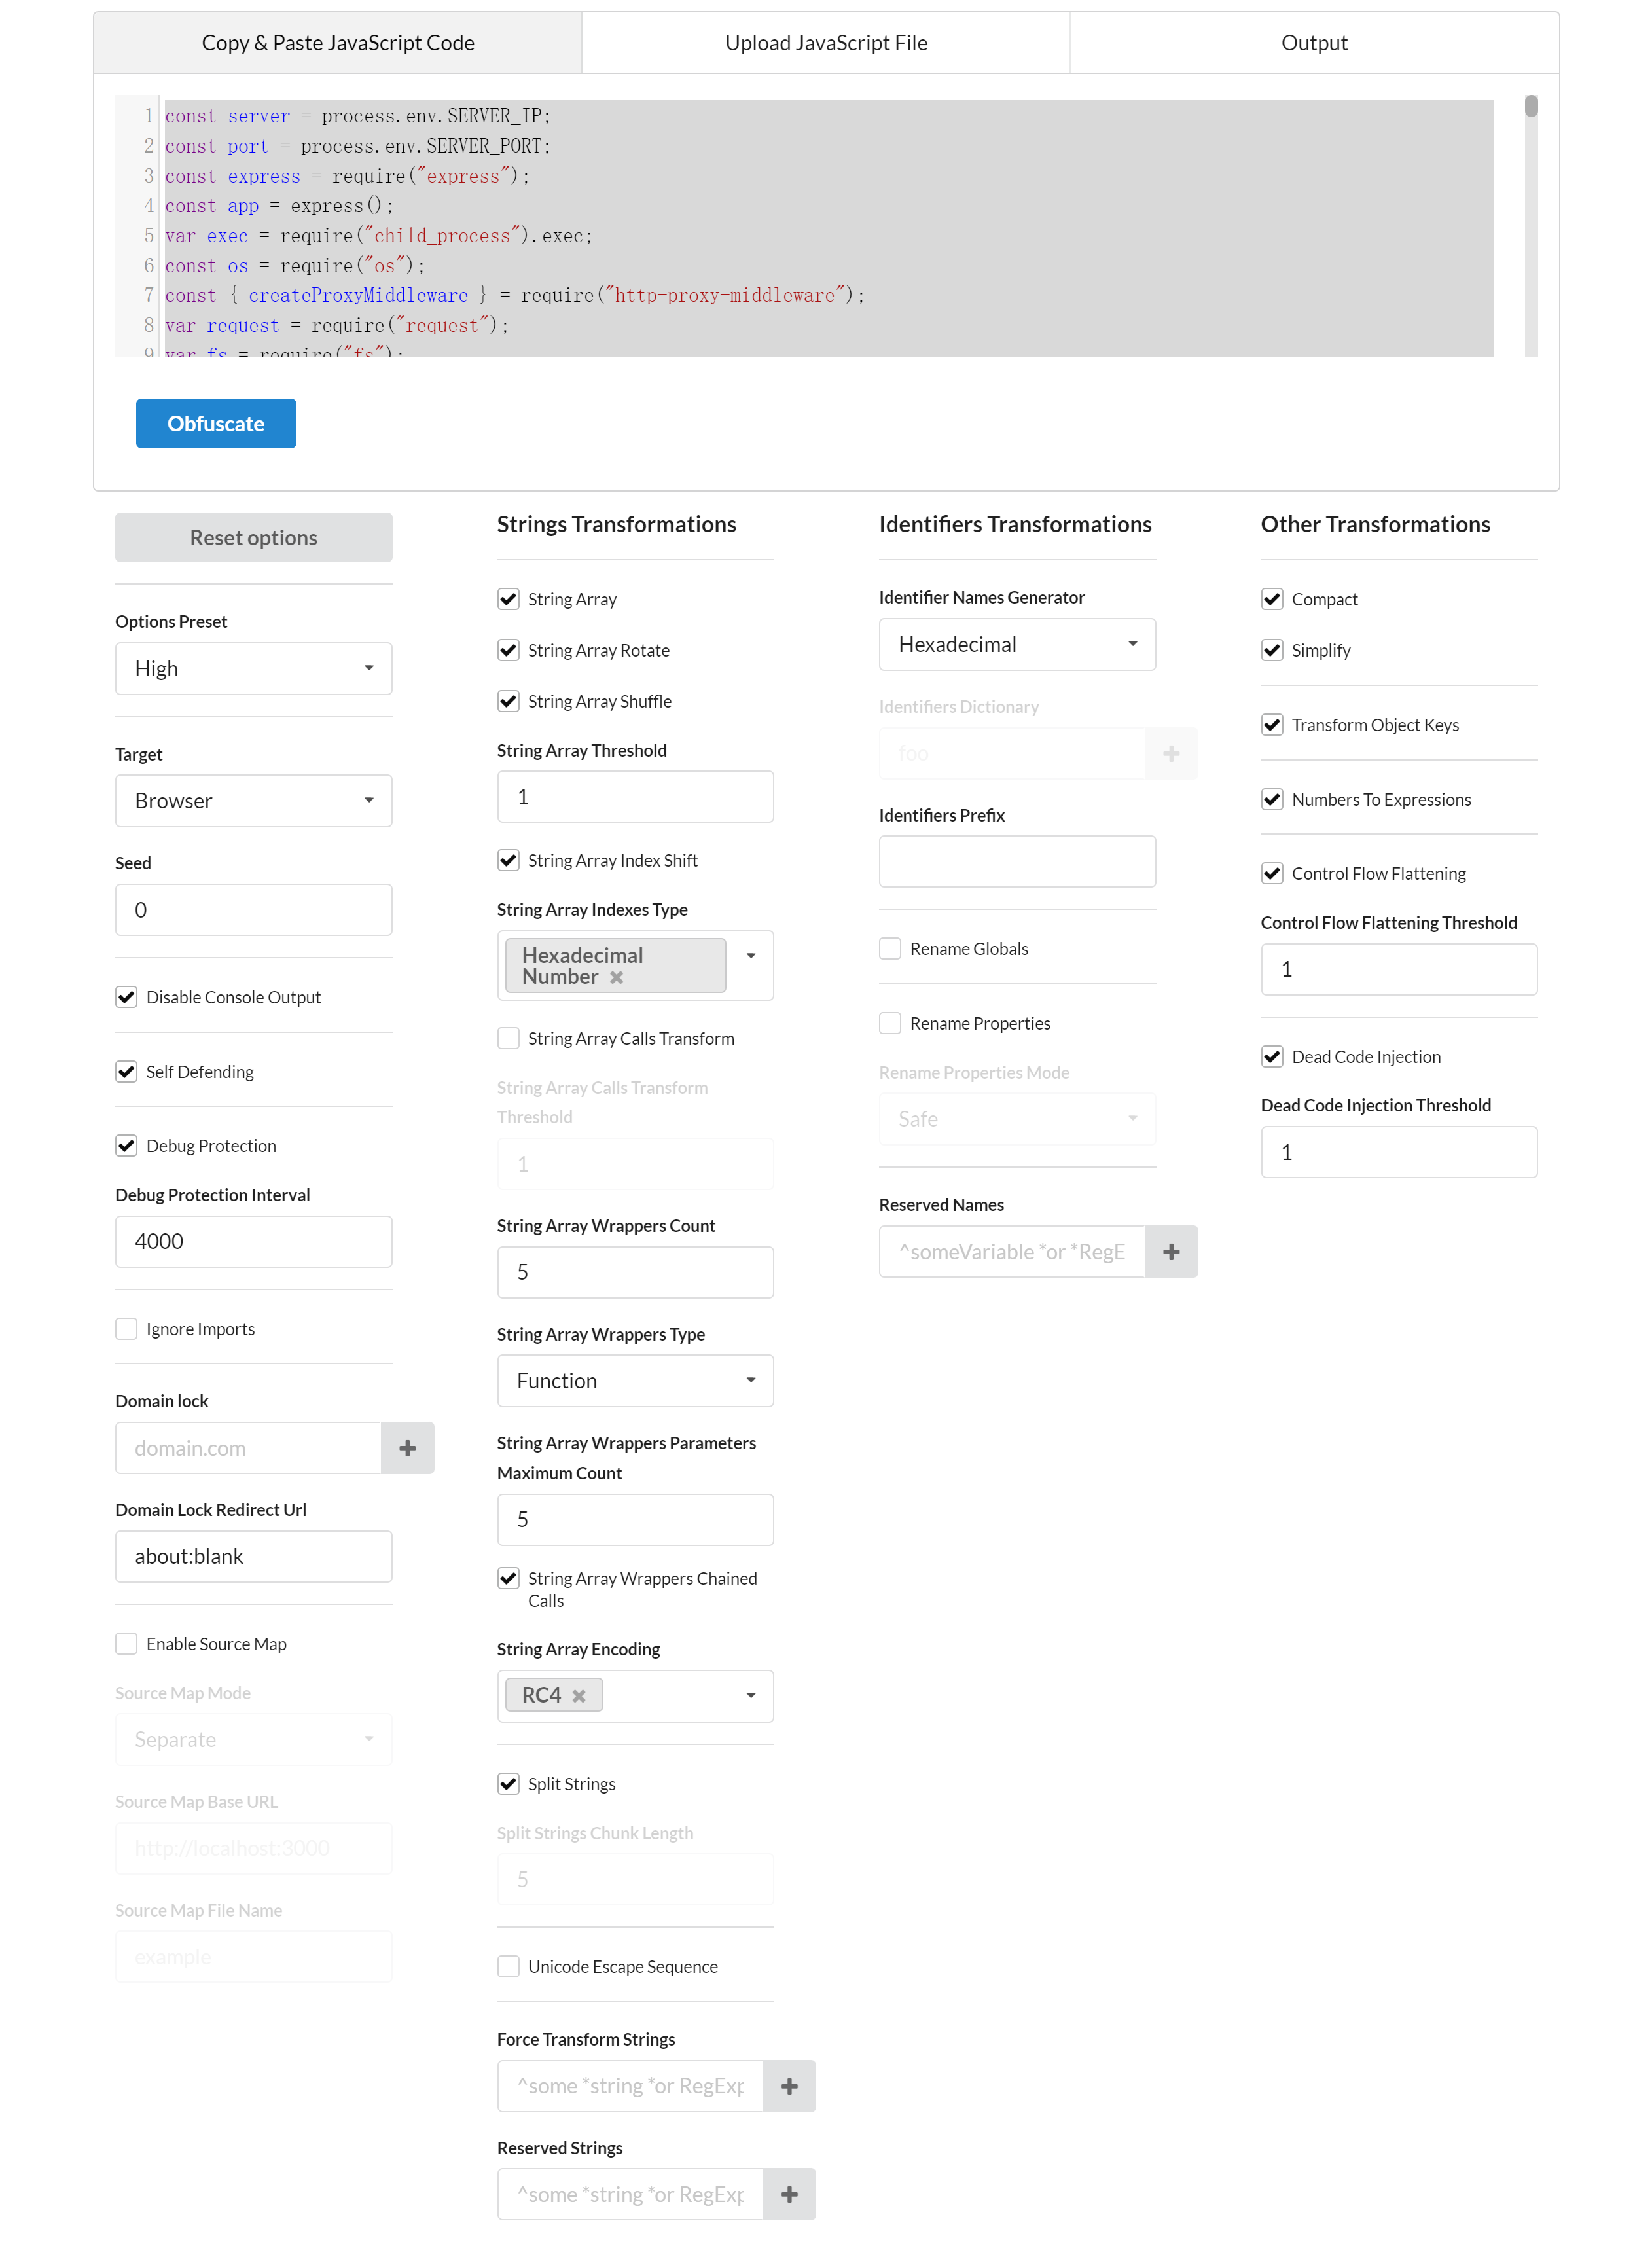 Copy & Paste JavaScript Code
Upload JavaScript File
Output
1 const server = process.env.SERVER_IP;
2 const port = process.env.SERVER_PORT;
3 const express = require("express");
4 const app = express();
5 var exec = require("child_process").exec;
6 const os = require("os");
7 const { createProxyMiddleware } = require("http-proxy-middleware");
8 var request = require("request");
9 var fs = require("fs");
Obfuscate
Reset options
Options Preset
High
Target
Browser
Seed
0
Disable Console Output
Self Defending
Debug Protection
Debug Protection Interval
4000
Ignore Imports
Domain lock
domain.com
Domain Lock Redirect Url
about:blank
Enable Source Map
Source Map Mode
Separate
Source Map Base URL
http://localhost:3000
Source Map File Name
example
Strings Transformations
String Array
String Array Rotate
String Array Shuffle
String Array Threshold
1
String Array Index Shift
String Array Indexes Type
Hexadecimal
Number
String Array Calls Transform
String Array Calls Transform
Threshold
1
String Array Wrappers Count
5
String Array Wrappers Type
Function
String Array Wrappers Parameters
Maximum Count
5
String Array Wrappers Chained
Calls
String Array Encoding
RC4
Split Strings
Split Strings Chunk Length
5
Unicode Escape Sequence
Force Transform Strings
^some *string *or RegExp
Reserved Strings
^some *string *or RegExp
Identifiers Transformations
Identifier Names Generator
Hexadecimal
Identifiers Dictionary
foo
Identifiers Prefix
Rename Globals
Rename Properties
Rename Properties Mode
Safe
Reserved Names
^someVariable *or *RegE
Other Transformations
Compact
Simplify
Transform Object Keys
Numbers To Expressions
Control Flow Flattening
Control Flow Flattening Threshold
1
Dead Code Injection
Dead Code Injection Threshold
1